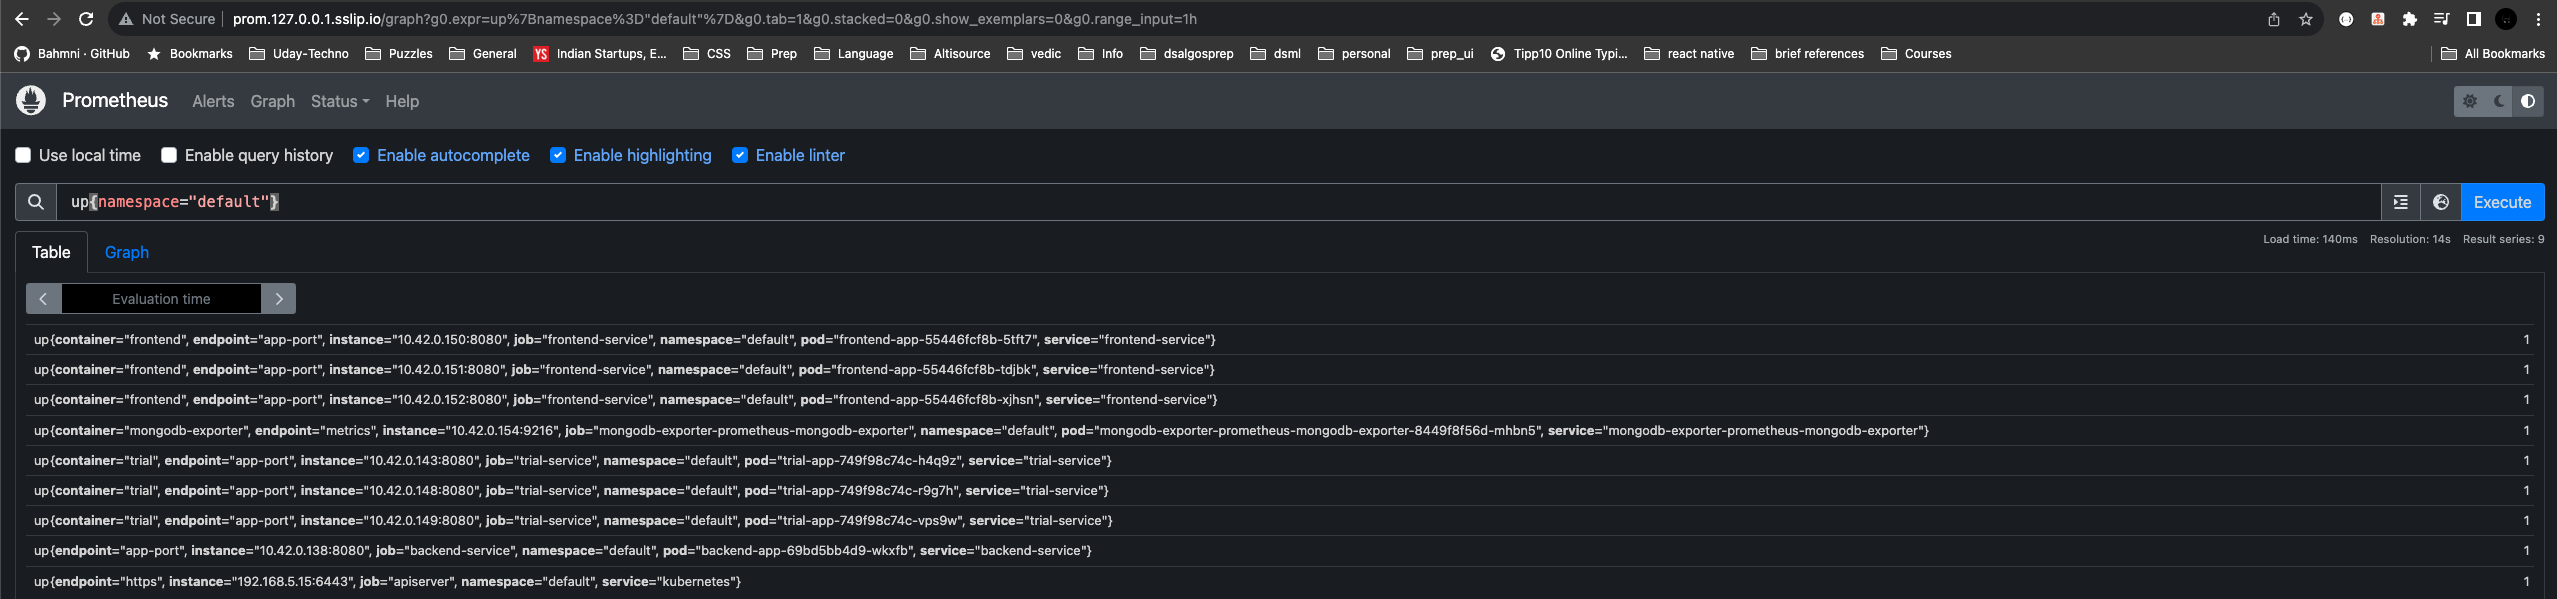 Not Secure | prom.127.0.0.1.sslip.io/graph?g0.expr=up%7Bnamespace%3D"default"%7D&g0.tab=1&g0.stacked=0&g0.show_exemplars=0&g0.range_input=1h
Bahmni · GitHub Bookmarks Uday-Techno Puzzles General YS Indian Startups, E... CSS Prep Language Altisource vedic Info dsalgosprep dsml personal prep_ui Tipp10 Online Typi... react native brief references Courses All Bookmarks
Prometheus Alerts Graph Status Help
Use local time Enable query history Enable autocomplete Enable highlighting Enable linter
up{namespace="default"} Execute
Table Graph Load time: 140ms Resolution: 14s Result series: 9
Evaluation time
up{container="frontend", endpoint="app-port", instance="10.42.0.150:8080", job="frontend-service", namespace="default", pod="frontend-app-55446fcf8b-5tft7", service="frontend-service"} 1
up{container="frontend", endpoint="app-port", instance="10.42.0.151:8080", job="frontend-service", namespace="default", pod="frontend-app-55446fcf8b-tdjbk", service="frontend-service"} 1
up{container="frontend", endpoint="app-port", instance="10.42.0.152:8080", job="frontend-service", namespace="default", pod="frontend-app-55446fcf8b-xjhsn", service="frontend-service"} 1
up{container="mongodb-exporter", endpoint="metrics", instance="10.42.0.154:9216", job="mongodb-exporter-prometheus-mongodb-exporter", namespace="default", pod="mongodb-exporter-prometheus-mongodb-exporter-8449f8f56d-mhbn5", service="mongodb-exporter-prometheus-mongodb-exporter"} 1
up{container="trial", endpoint="app-port", instance="10.42.0.143:8080", job="trial-service", namespace="default", pod="trial-app-749f98c74c-h4q9z", service="trial-service"} 1
up{container="trial", endpoint="app-port", instance="10.42.0.148:8080", job="trial-service", namespace="default", pod="trial-app-749f98c74c-r9g7h", service="trial-service"} 1
up{container="trial", endpoint="app-port", instance="10.42.0.149:8080", job="trial-service", namespace="default", pod="trial-app-749f98c74c-vps9w", service="trial-service"} 1
up{endpoint="app-port", instance="10.42.0.138:8080", job="backend-service", namespace="default", pod="backend-app-69bd5bb4d9-wkxfb", service="backend-service"} 1
up{endpoint="https", instance="192.168.5.15:6443", job="apiserver", namespace="default", service="kubernetes"} 1